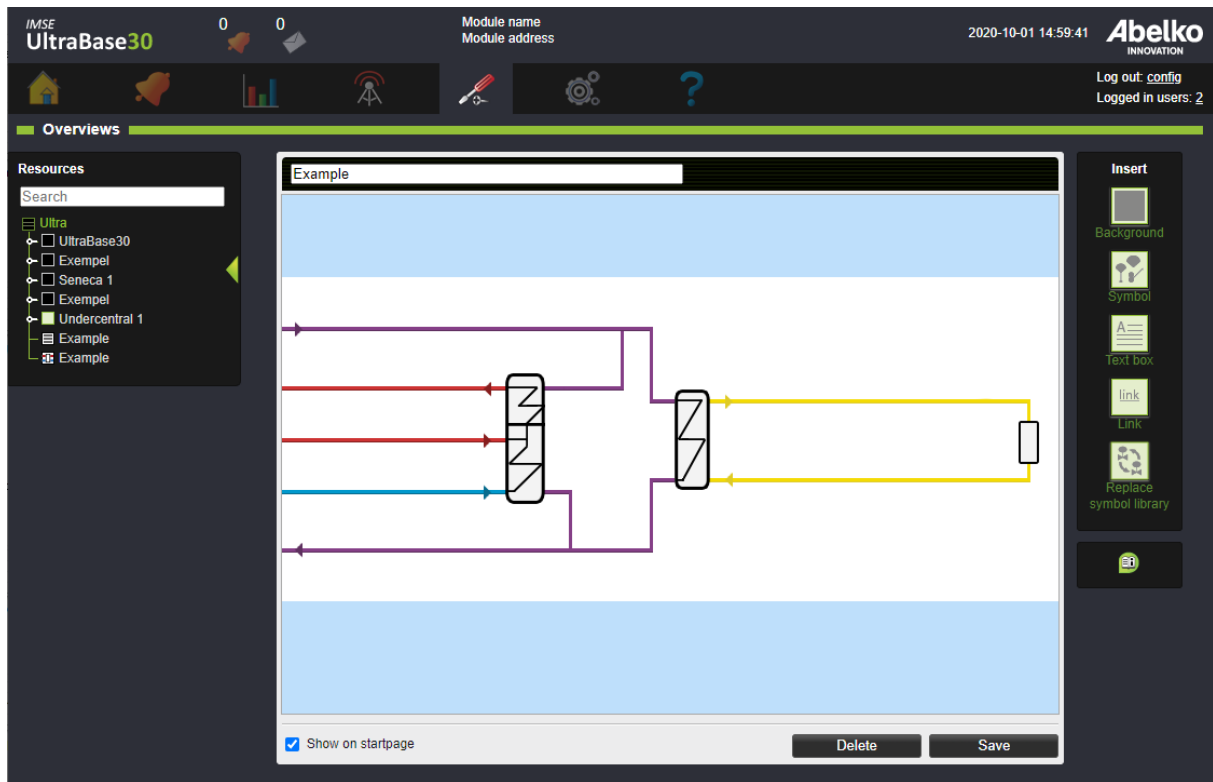 IMSE
UltraBase30
0
0
Module name
Module address
2020-10-01 14:59:41
Abelko
INNOVATION
Log out: config
Logged in users: 2
?
Overviews
Resources
Search
Ultra
UltraBase30
Exempel
Seneca 1
Exempel
Undercentral 1
Example
Example
Example
Insert
Background
Symbol
A
Text box
link
Link
Replace
symbol library
Show on startpage
Delete
Save